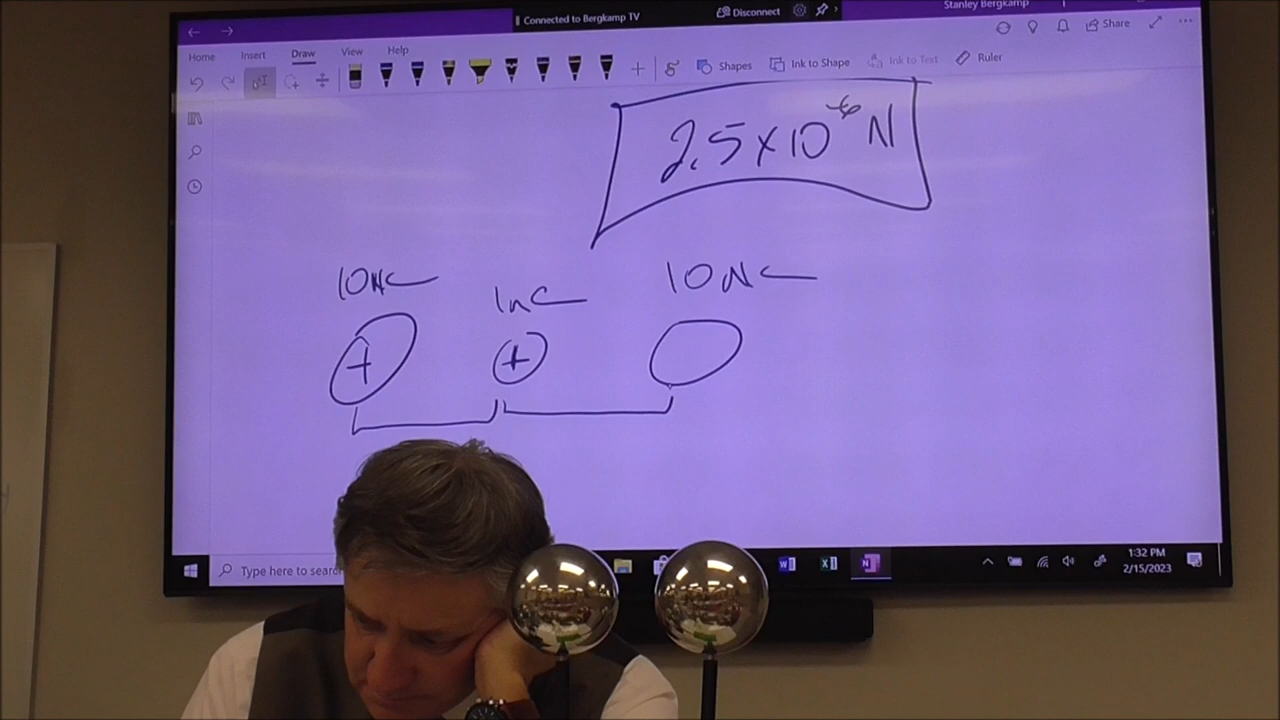 Connected to Bergkamp TV
Disconnect
Stanley Bergkamp
Home Insert Draw View Help
Share
Shapes Ink to Shape Ink to Text Ruler
2.5×10⁻⁶ N
10nC 1nC 10nC
+ +
Type here to search
1:32 PM
2/15/2023